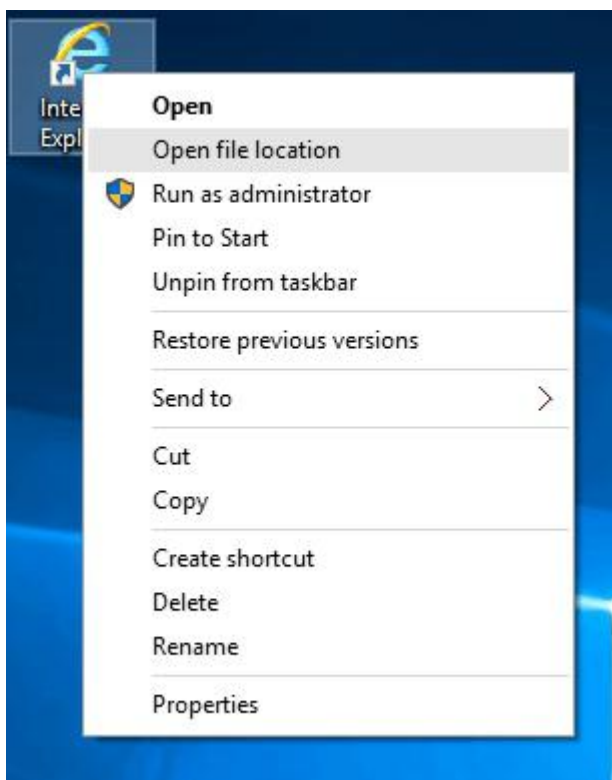 Inte
Expl
Open
Open file location
Run as administrator
Pin to Start
Unpin from taskbar
Restore previous versions
Send to
Cut
Copy
Create shortcut
Delete
Rename
Properties